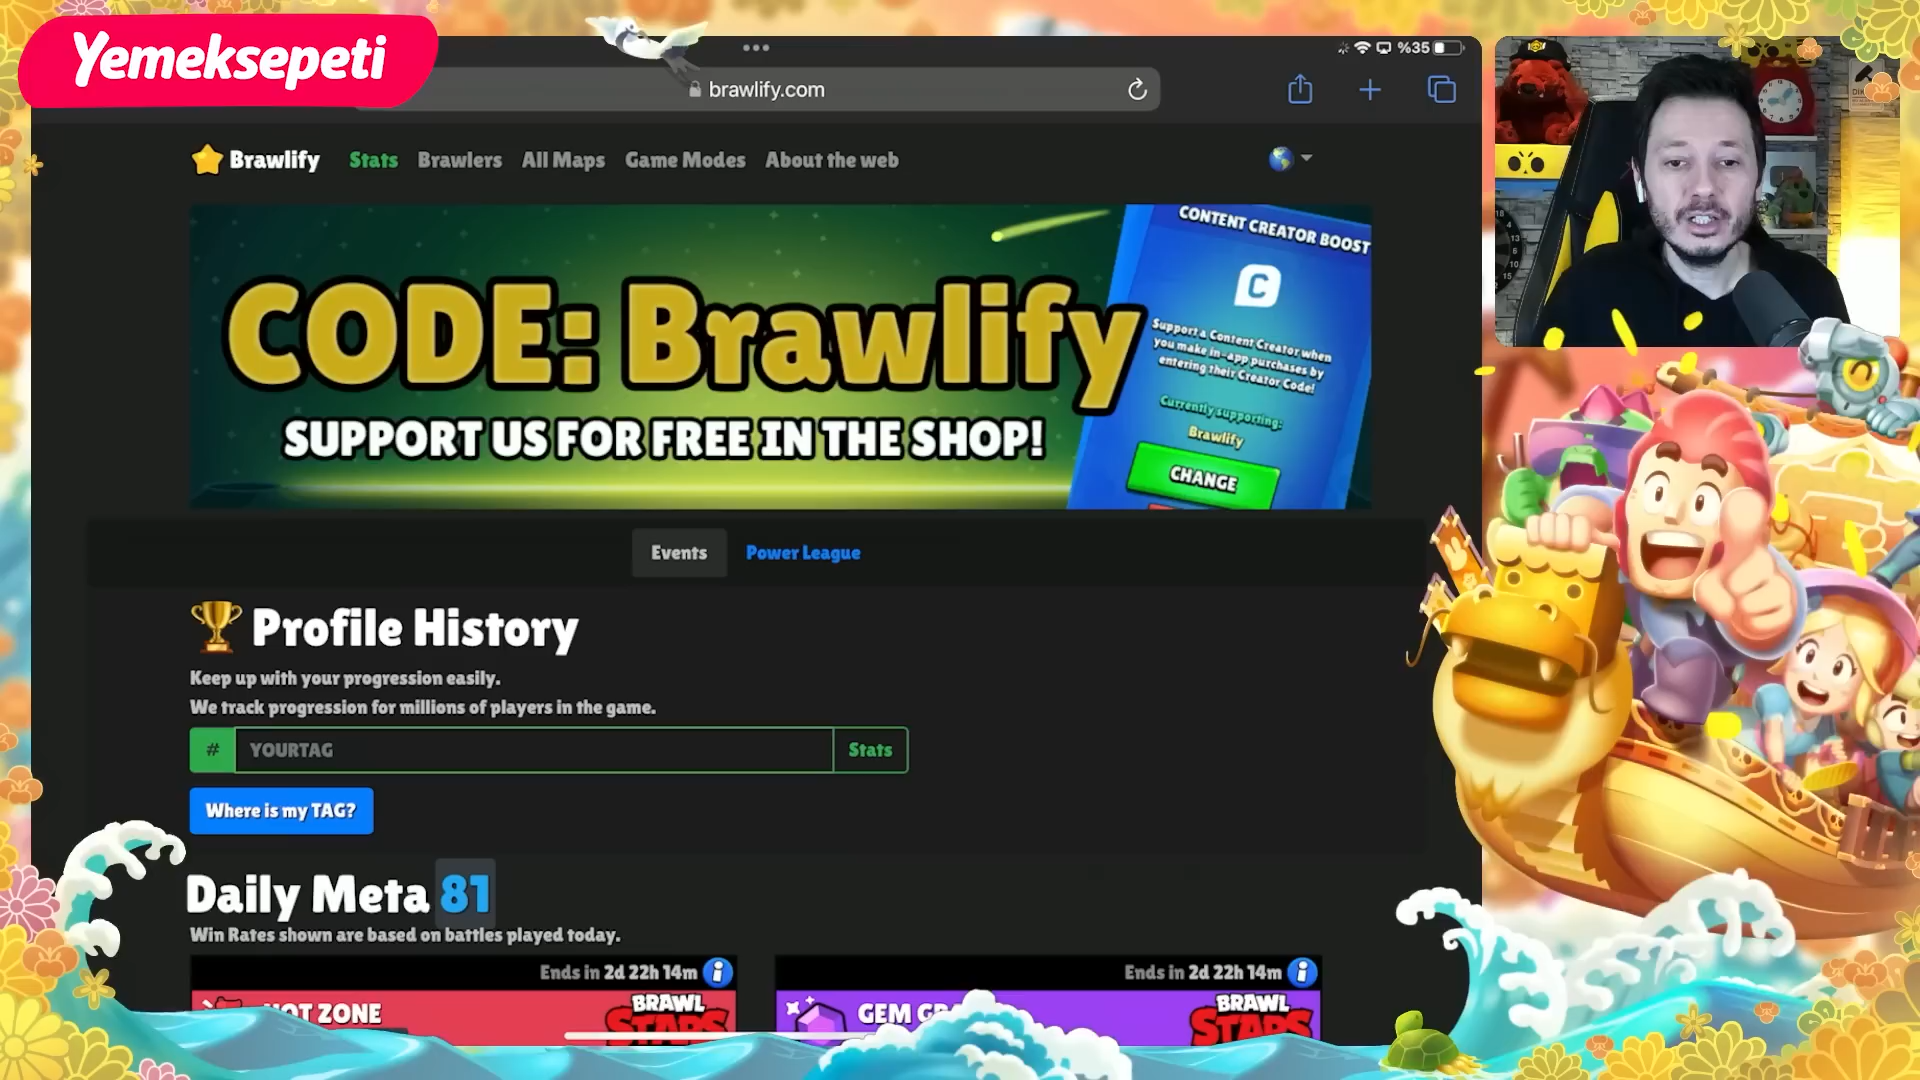 Yemeksepeti
%35
brawlify.com
Brawlify Stats Brawlers All Maps Game Modes About the web
CODE: Brawlify
SUPPORT US FOR FREE IN THE SHOP!
CONTENT CREATOR BOOST
C
Support a Content Creator when
you make in-app purchases by
entering their Creator Code!
Currently supporting:
Brawlify
CHANGE
Events Power League
Profile History
Keep up with your progression easily.
We track progression for millions of players in the game.
# YOURTAG Stats
Where is my TAG?
Daily Meta 81
Win Rates shown are based on battles played today.
Ends in 2d 22h 14m
Ends in 2d 22h 14m
HOT ZONE
BRAWL
STARS
GEM
BRAWL
STARS